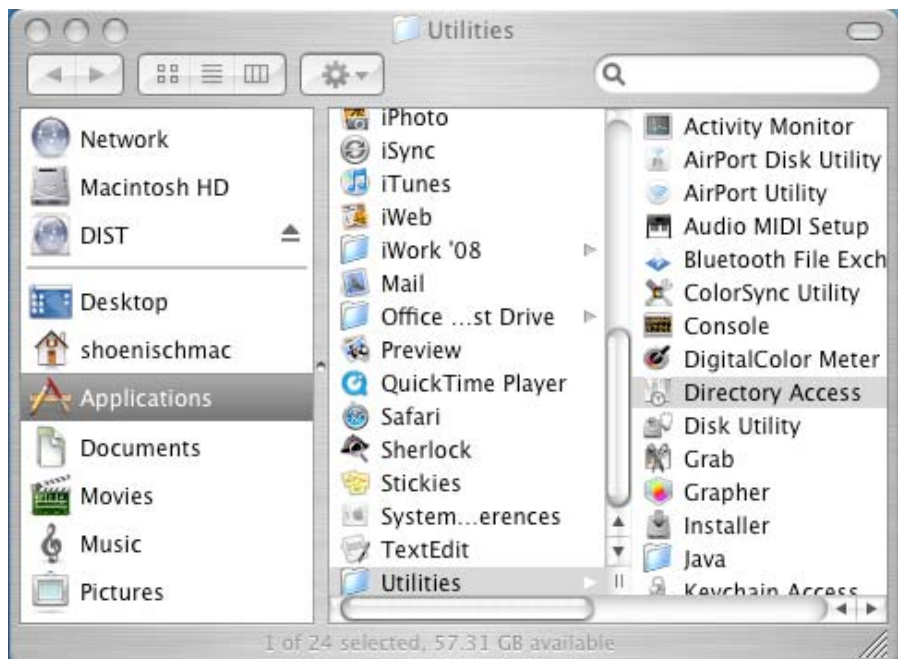 Utilities
Network
Macintosh HD
DIST
Desktop
shoenischmac
Applications
Documents
Movies
Music
Pictures
iPhoto
iSync
iTunes
iWeb
iWork '08
Mail
Office ...st Drive
Preview
QuickTime Player
Safari
Sherlock
Stickies
System...erences
TextEdit
Utilities
Activity Monitor
AirPort Disk Utility
AirPort Utility
Audio MIDI Setup
Bluetooth File Exch
ColorSync Utility
Console
DigitalColor Meter
Directory Access
Disk Utility
Grab
Grapher
Installer
Java
Keychain Access
1 of 24 selected, 57.31 GB available